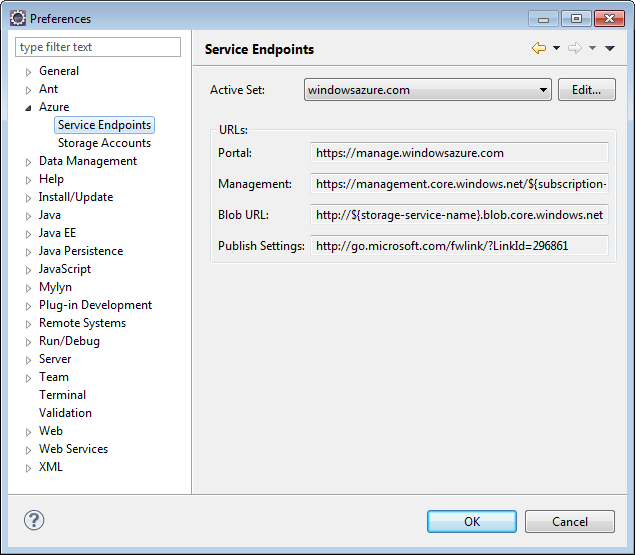 Preferences
type filter text
General
Ant
Azure
Service Endpoints
Storage Accounts
Data Management
Help
Install/Update
Java
Java EE
Java Persistence
JavaScript
Mylyn
Plug-in Development
Remote Systems
Run/Debug
Server
Team
Terminal
Validation
Web
Web Services
XML
Service Endpoints
Active Set: windowsazure.com Edit...
URLs:
Portal: https://manage.windowsazure.com
Management: https://management.core.windows.net/${subscription-
Blob URL: http://${storage-service-name}.blob.core.windows.net
Publish Settings: http://go.microsoft.com/fwlink/?LinkId=296861
? OK Cancel